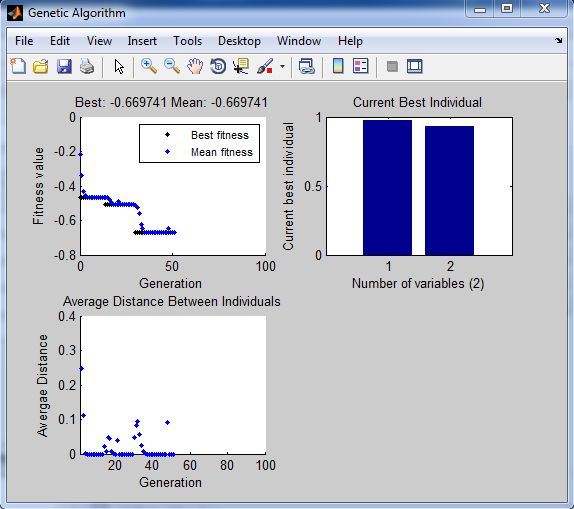 Genetic Algorithm
File Edit View Insert Tools Desktop Window Help
Best: -0.669741 Mean: -0.669741
Fitness value
0
-0.2
-0.4
-0.6
-0.8
Best fitness
Mean fitness
0 50 100
Generation
Current Best Individual
Current best individual
1
0.5
0
1 2
Number of variables (2)
Average Distance Between Individuals
Avergae Distance
0.4
0.3
0.2
0.1
0
20 40 60 80 100
Generation